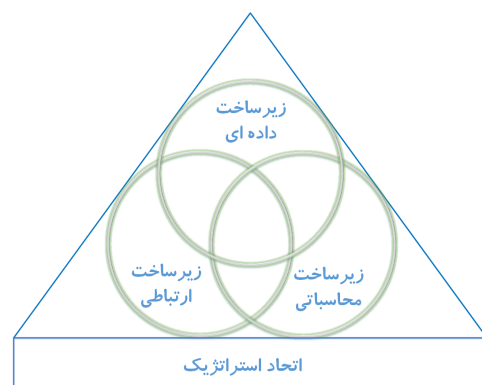 زیرساخت
داده ای
زیرساخت
محاسباتی
زیرساخت
ارتباطی
اتحاد استراتژیک